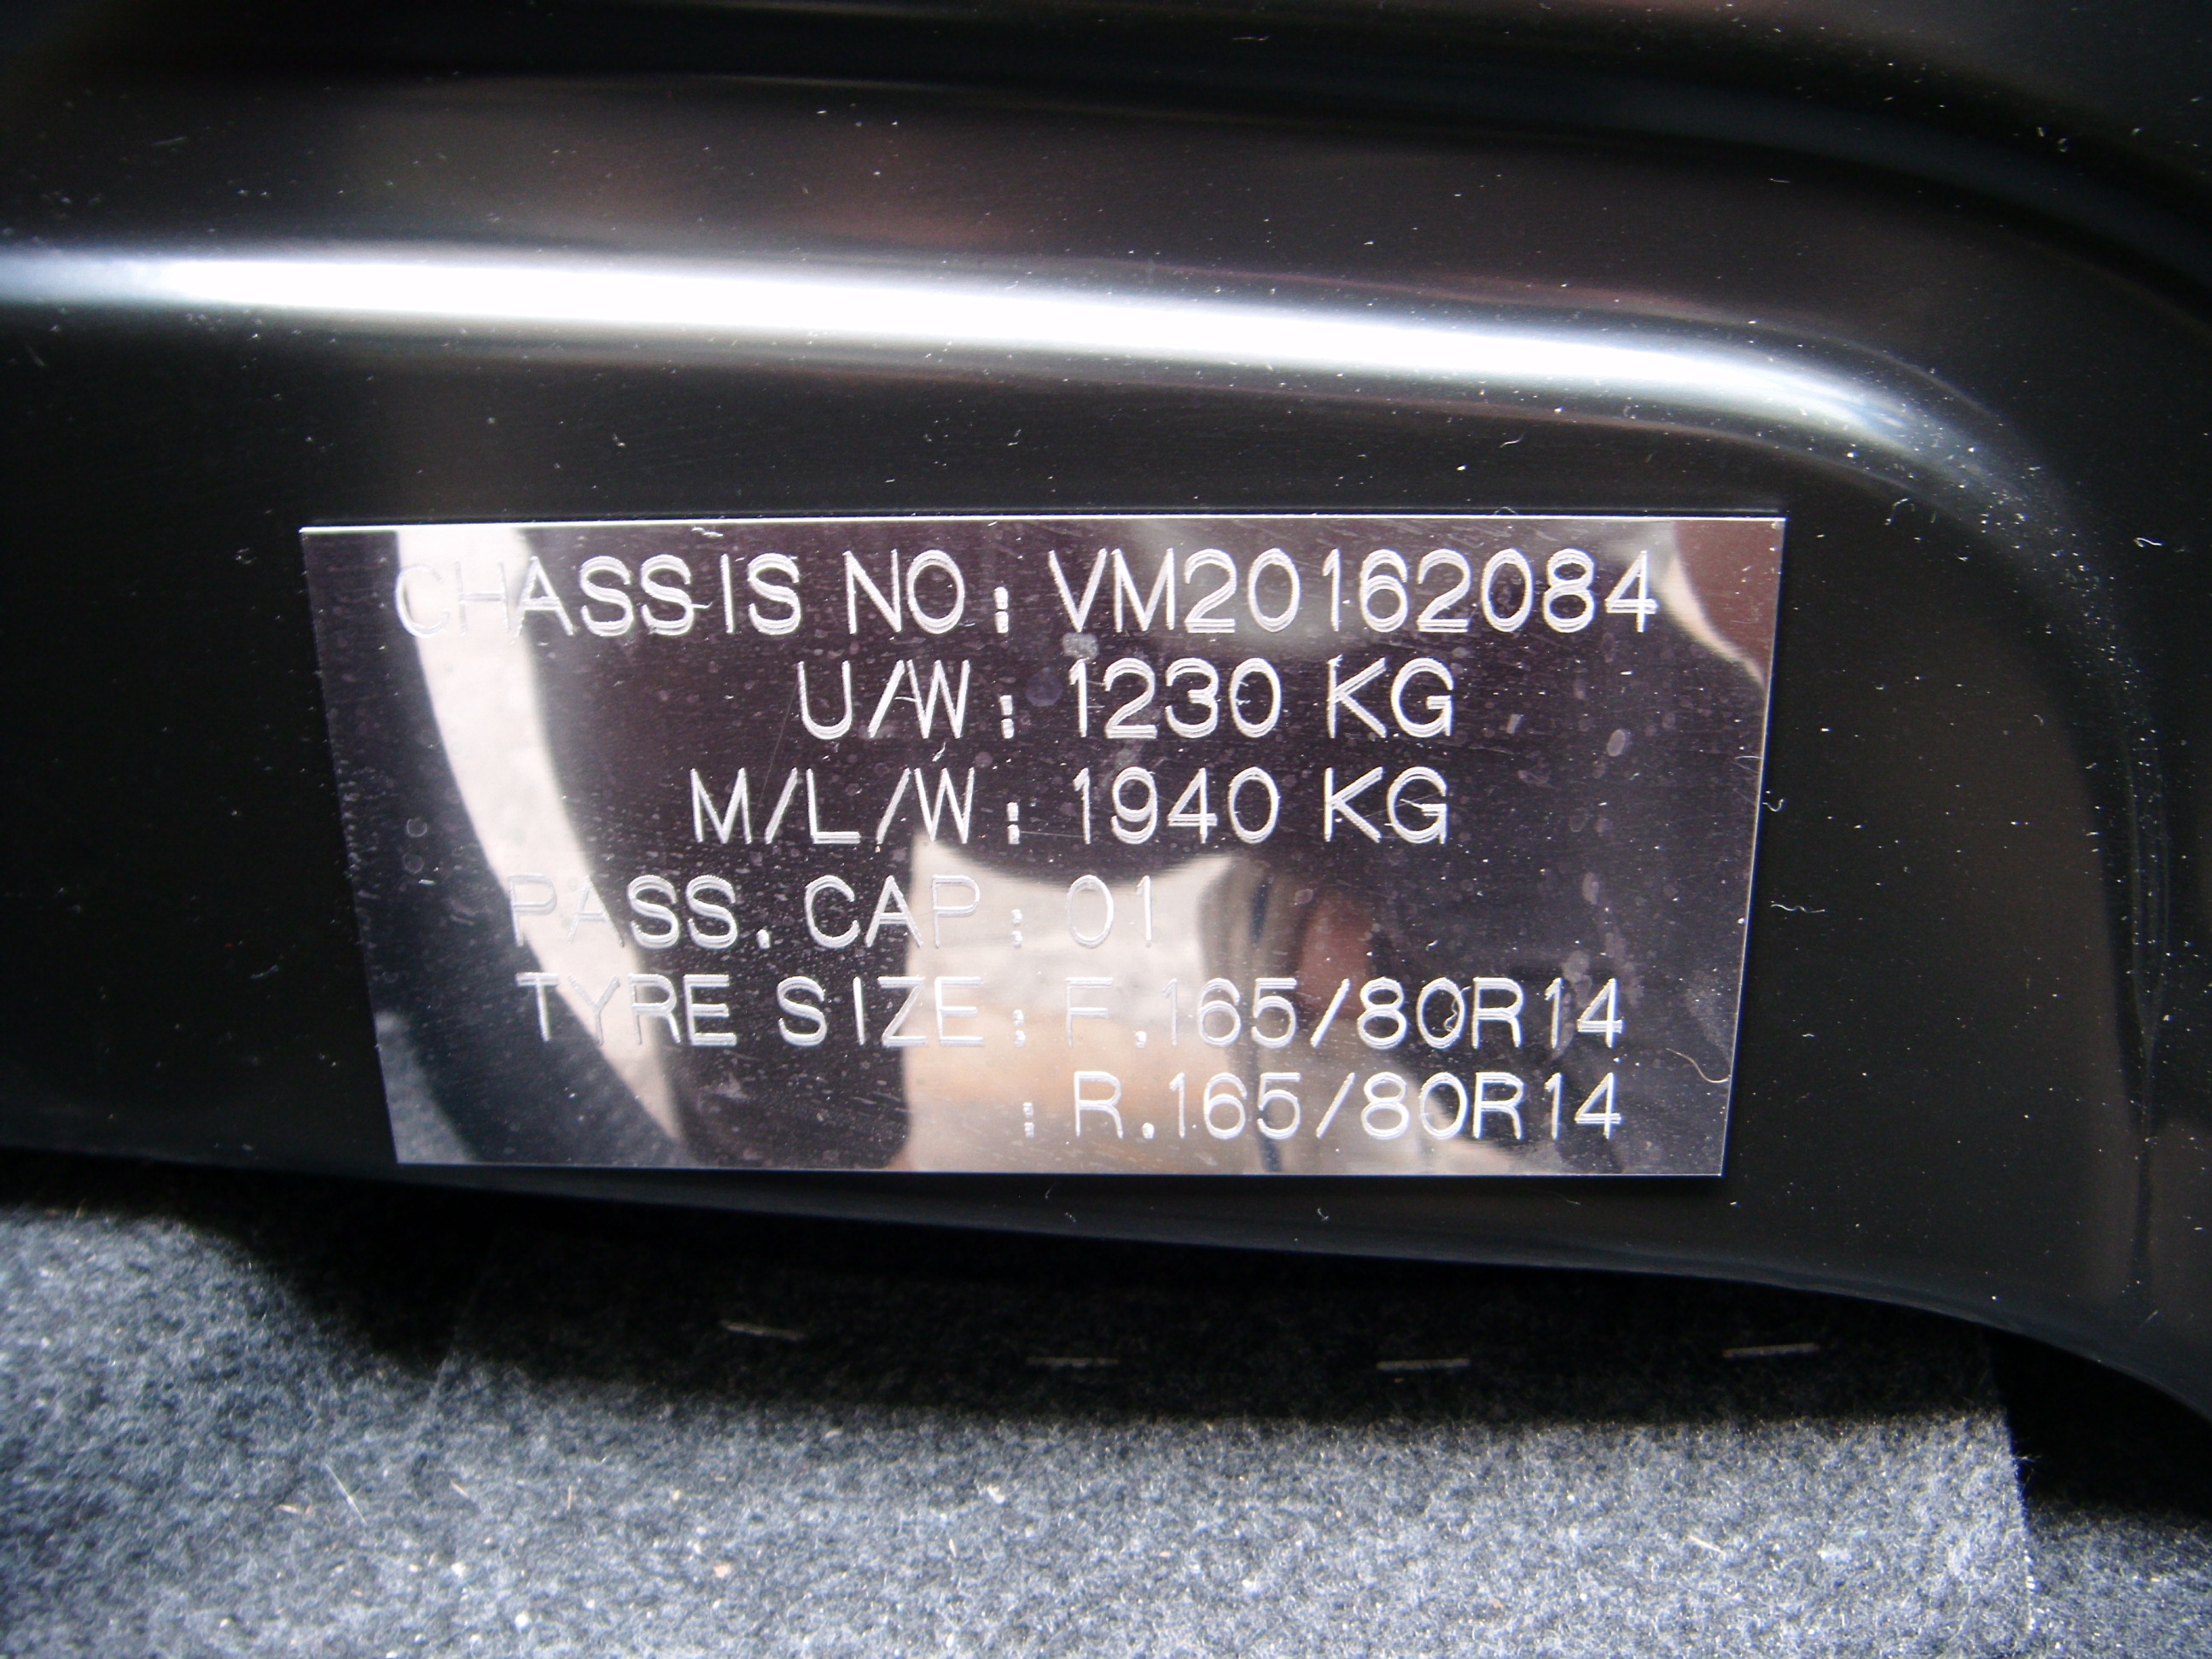 CHASSIS NO: VM20162084
U/W: 1230 KG
M/L/W: 1940 KG
PASS. CAP: 01
TYRE SIZE: F.165/80R14
: R.165/80R14